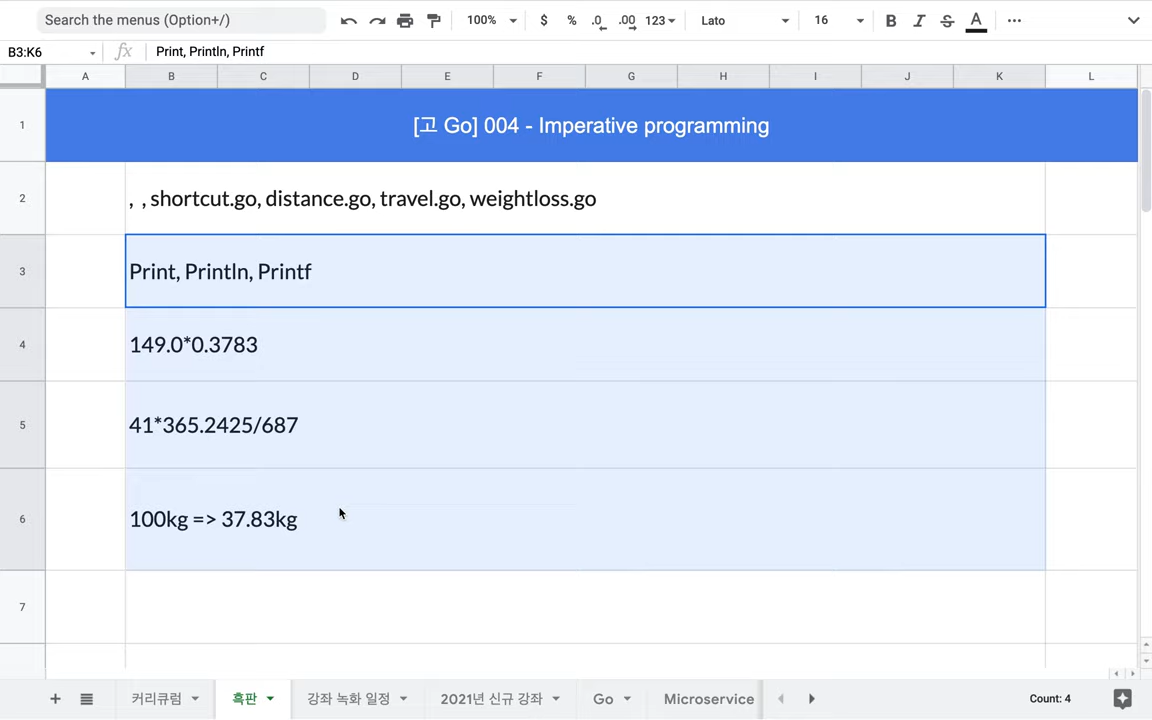 Search the menus (Option+/) 100% $ % .0 .00 123 Lato 16 B I S A
B3:K6 fx Print, Println, Printf
A B C D E F G H I J K L
1 [고 Go] 004 - Imperative programming
2 , , shortcut.go, distance.go, travel.go, weightloss.go
3 Print, Println, Printf
4 149.0*0.3783
5 41*365.2425/687
6 100kg => 37.83kg
7
커리큐럼 흑판 강좌 녹화 일정 2021년 신규 강좌 Go Microservice Count: 4